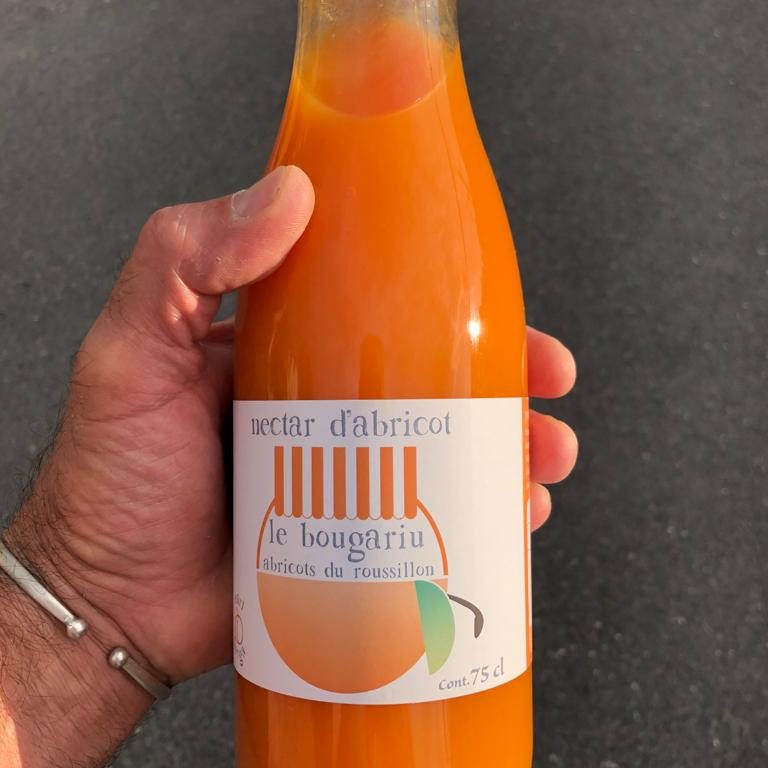 nectar d'abricot
le bougariu
abricots du roussillon
Cont. 75 cl